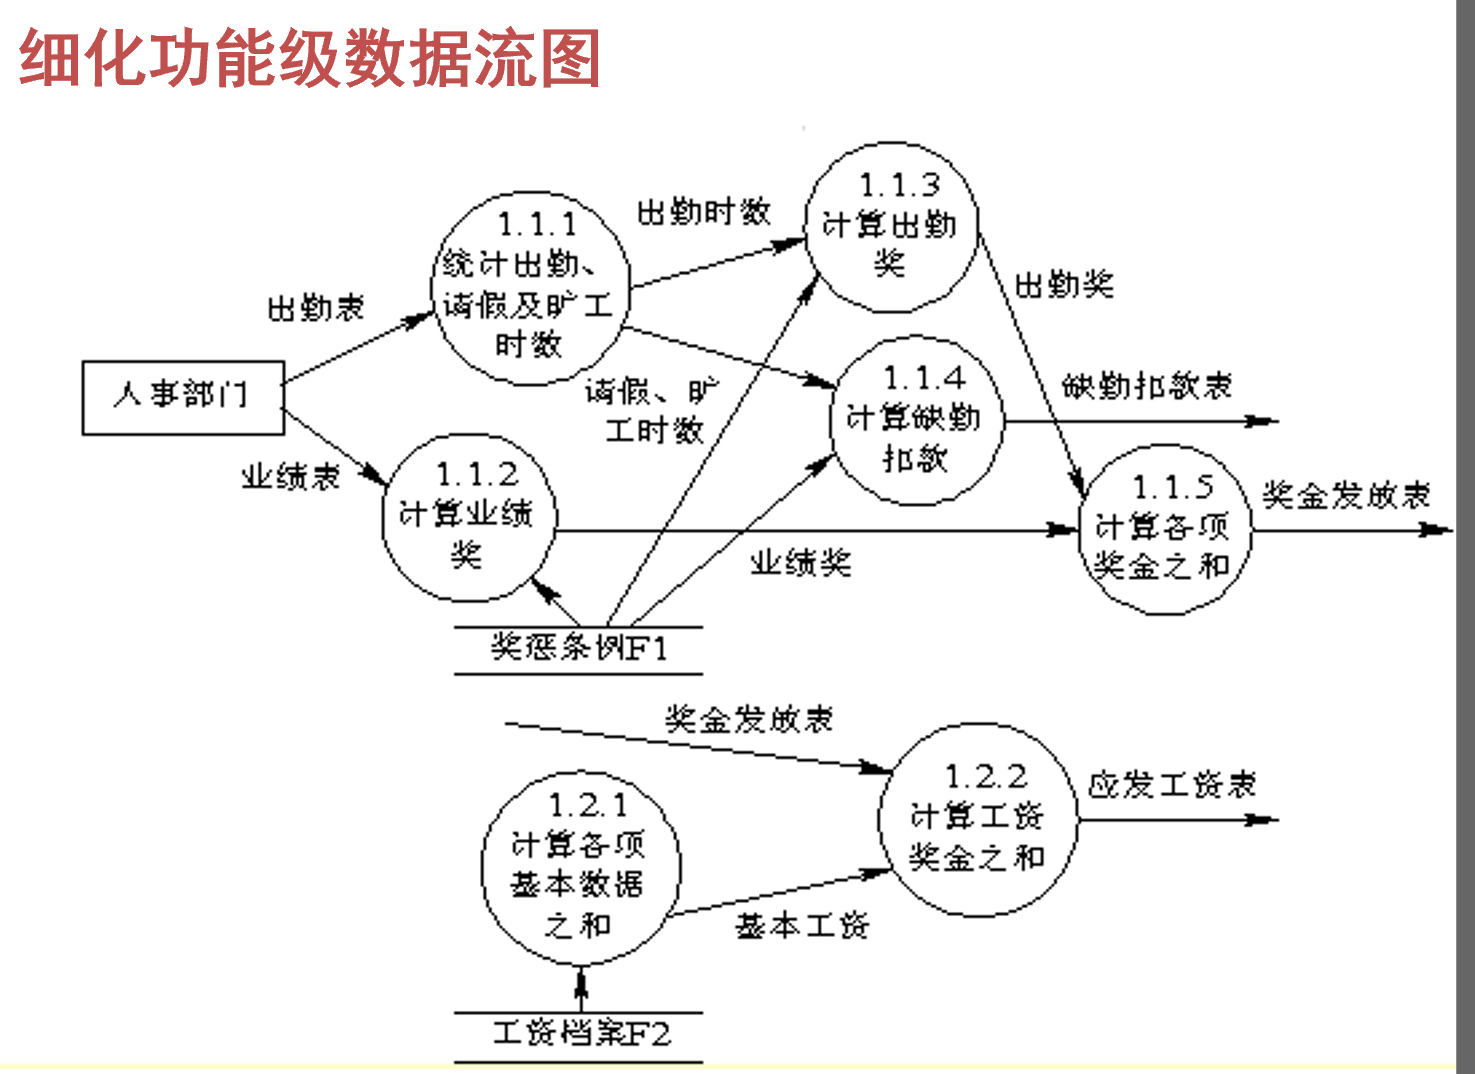 细化功能级数据流图
1.1.3
计算出勤
奖
出勤时数
1.1.1
统计出勤、
请假及旷工
时数
出勤奖
出勤表
人事部门
请假、旷
工时数
1.1.4
计算缺勤
扣款
缺勤扣款表
业绩表
1.1.2
计算业绩
奖
业绩奖
1.1.5
计算各项
奖金之和
奖金发放表
奖惩条例F1
奖金发放表
1.2.1
计算各项
基本数据
之和
1.2.2
计算工资
奖金之和
应发工资表
基本工资
工资档案F2